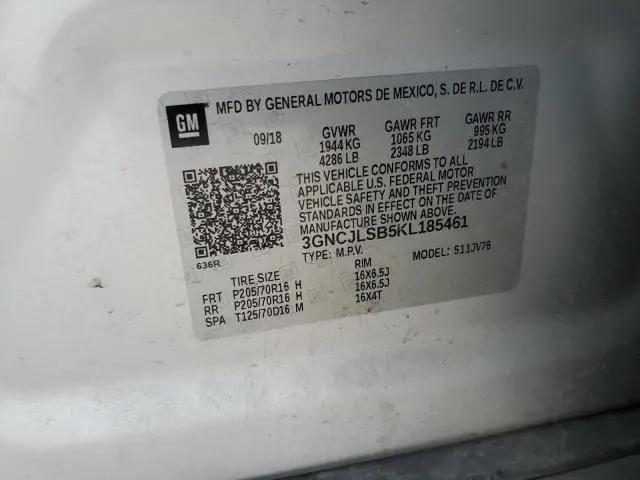 GM
MFD BY GENERAL MOTORS DE MEXICO, S. DE R.L. DE C.V.
09/18 GVWR GAWR FRT GAWR RR
1944 KG 1065 KG 995 KG
4286 LB 2348 LB 2194 LB
THIS VEHICLE CONFORMS TO ALL
APPLICABLE U.S. FEDERAL MOTOR
VEHICLE SAFETY AND THEFT PREVENTION
STANDARDS IN EFFECT ON THE DATE OF
MANUFACTURE SHOWN ABOVE.
3GNCJLSB5KL185461
636R TYPE: M.P.V. MODEL: 511JV76
TIRE SIZE RIM
FRT P205/70R16 H 16X6.5J
RR P205/70R16 H 16X6.5J
SPA T125/70D16 M 16X4T